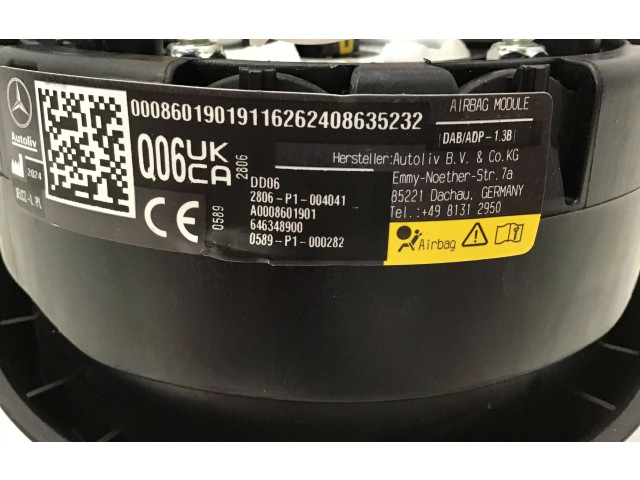 00086019019116262408635232
AIRBAG MODULE
DAB/ADP-1.3B
Autoliv
2024
Q06
UK
CA
2806
0589
CE
DD06
2806-P1-004041
A0008601901
646348900
0589-P1-000282
Hersteller: Autoliv B.V. & Co.KG
Emmy-Noether-Str.7a
85221 Dachau, GERMANY
Tel.:+49 8131 2950
Airbag